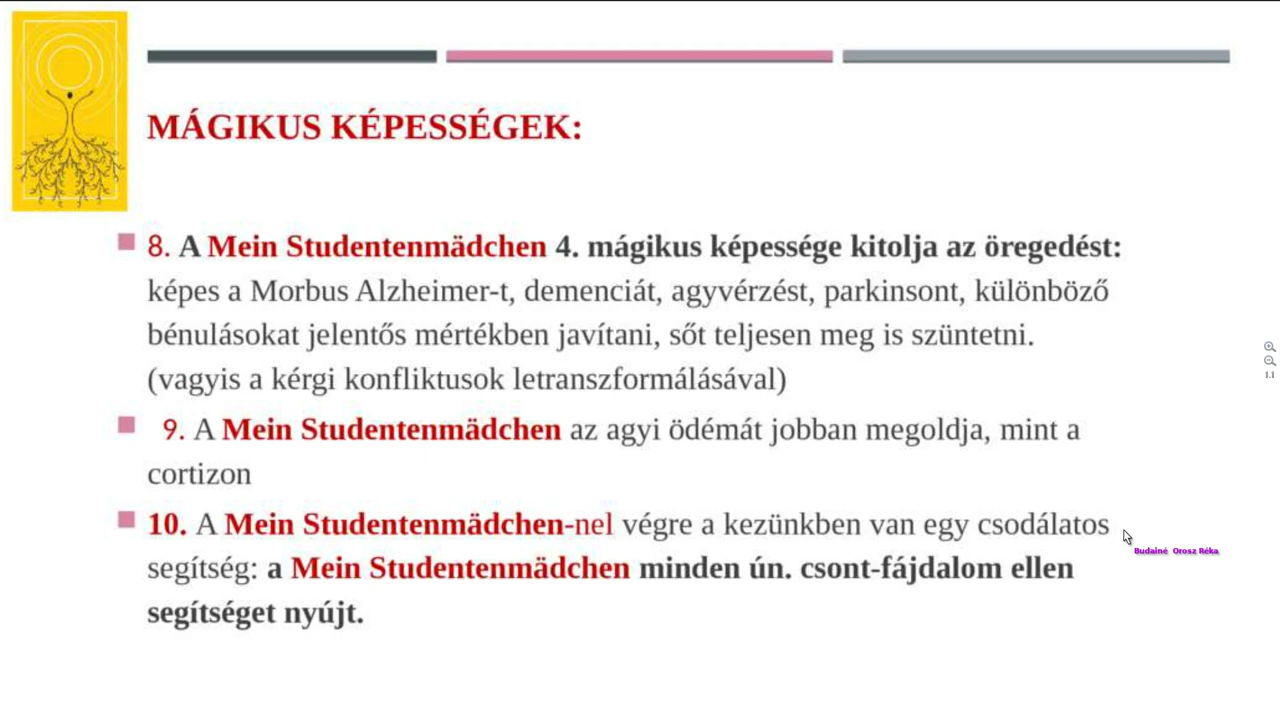 MÁGIKUS KÉPESSÉGEK:
8. A Mein Studentenmädchen 4. mágikus képessége kitolja az öregedést:
képes a Morbus Alzheimer-t, demenciát, agyvérzést, parkinsont, különböző
bénulásokat jelentős mértékben javítani, sőt teljesen meg is szüntetni.
(vagyis a kérgi konfliktusok letranszformálásával)
9. A Mein Studentenmädchen az agyi ödémát jobban megoldja, mint a
cortizon
10. A Mein Studentenmädchen-nel végre a kezünkben van egy csodálatos
segítség: a Mein Studentenmädchen minden ún. csont-fájdalom ellen
segítséget nyújt.
Budainé Orosz Réka
1:1